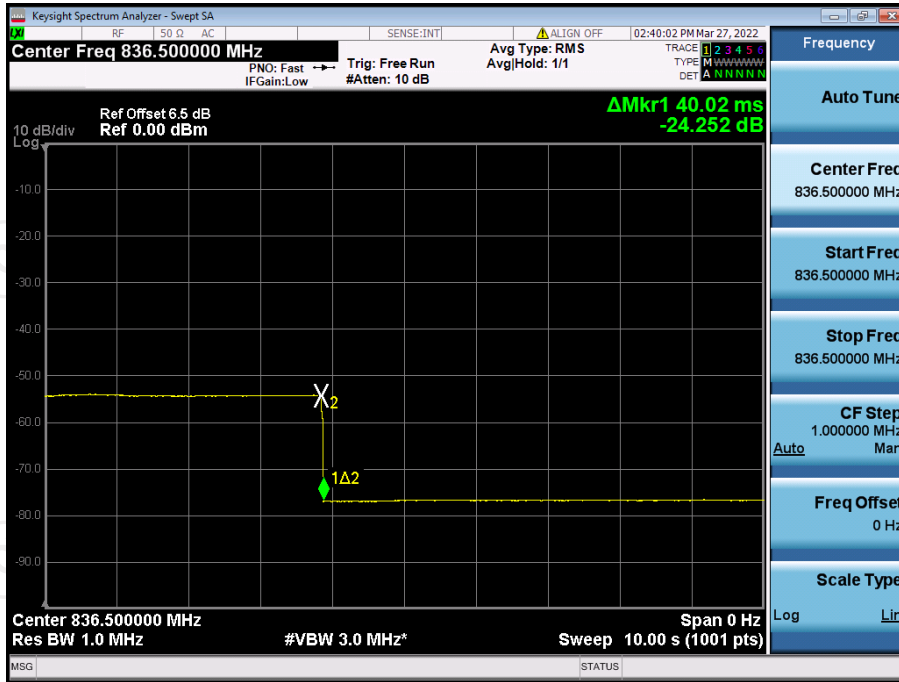 Keysight Spectrum Analyzer - Swept SA
LXI RF 50 Ω AC SENSE:INT ALIGN OFF 02:40:02 PM Mar 27, 2022
Center Freq 836.500000 MHz
PNO: Fast
IFGain:Low
Trig: Free Run
#Atten: 10 dB
Avg Type: RMS
Avg|Hold: 1/1
TRACE 1 2 3 4 5 6
TYPE M WWWWW
DET A N N N N N
Ref Offset 6.5 dB
Ref 0.00 dBm
10 dB/div
Log
ΔMkr1 40.02 ms
-24.252 dB
-10.0
-20.0
-30.0
-40.0
-50.0
-60.0
-70.0
-80.0
-90.0
2
1Δ2
Center 836.500000 MHz
Res BW 1.0 MHz
#VBW 3.0 MHz*
Span 0 Hz
Sweep 10.00 s (1001 pts)
MSG
STATUS
Frequency
Auto Tune
Center Freq
836.500000 MHz
Start Freq
836.500000 MHz
Stop Freq
836.500000 MHz
CF Step
1.000000 MHz
Auto Man
Freq Offset
0 Hz
Scale Type
Log Lin